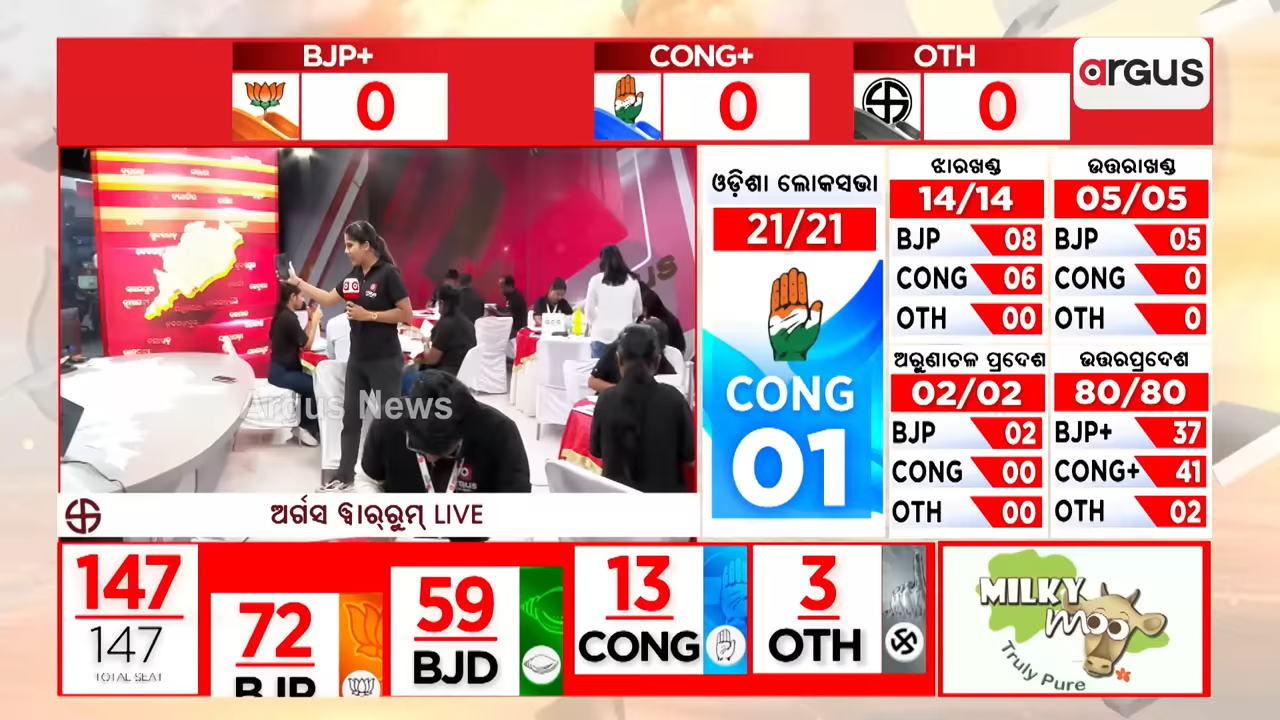 BJP+
0
CONG+
0
OTH
0
argus
ଓଡ଼ିଶା ଲୋକସଭା
21/21
CONG
01
ଝାରଖଣ୍ଡ
14/14
BJP 08
CONG 06
OTH 00
ଉତ୍ତରାଖଣ୍ଡ
05/05
BJP 05
CONG 0
OTH 0
ଅରୁଣାଚଳ ପ୍ରଦେଶ
02/02
BJP 02
CONG 00
OTH 00
ଉତ୍ତରପ୍ରଦେଶ
80/80
BJP+ 37
CONG+ 41
OTH 02
Argus News
ଅର୍ଗସ ୱାର୍‌ରୁମ୍ LIVE
147
147
TOTAL SEAT
72
BJP
59
BJD
13
CONG
3
OTH
MILKY
moo
Truly Pure